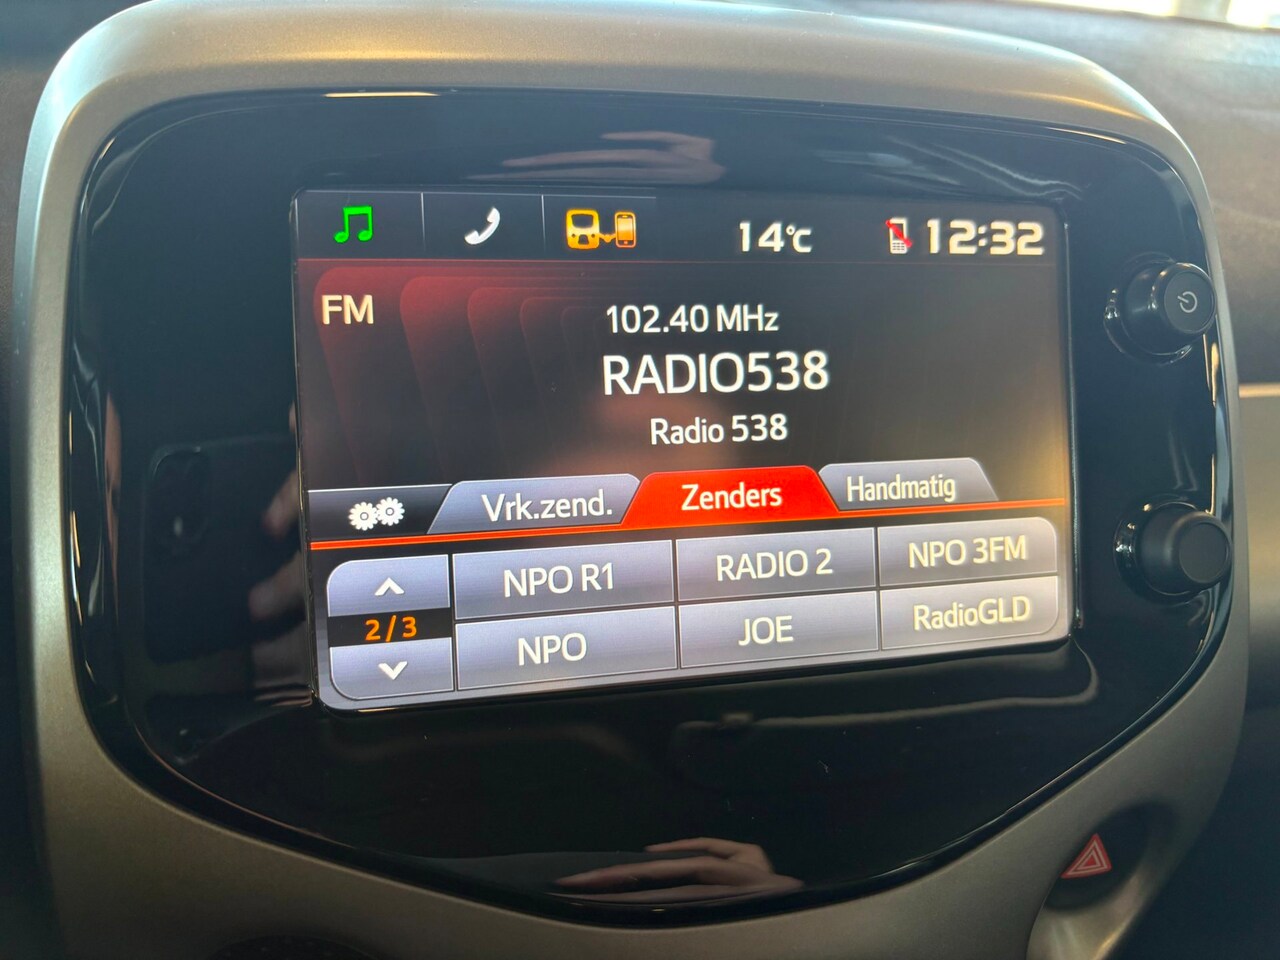 14°C 12:32
FM
102.40 MHz
RADIO538
Radio 538
Vrk.zend. Zenders Handmatig
NPO R1 RADIO 2 NPO 3FM
2/3
NPO JOE RadioGLD